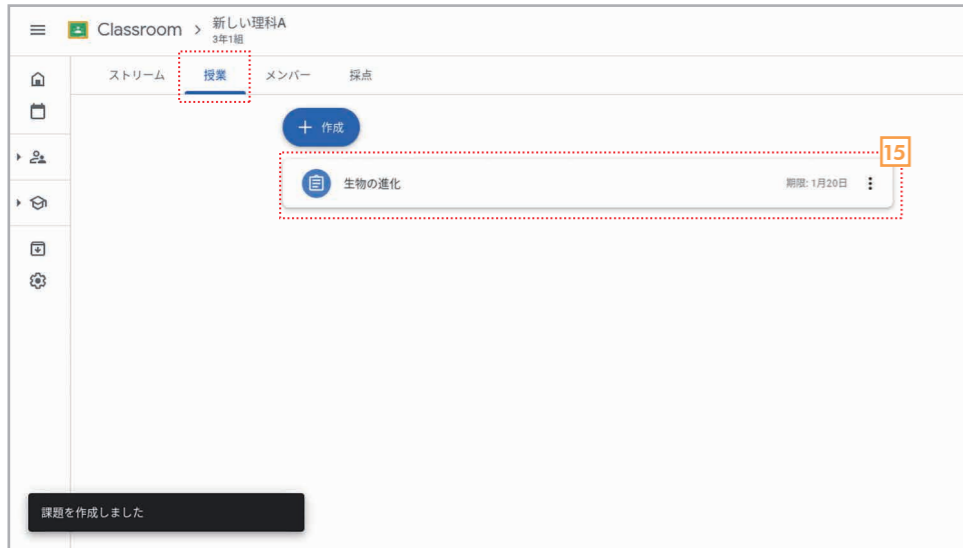 Classroom > 新しい理科A
3年1組
ストリーム 授業 メンバー 採点
+ 作成
15
生物の進化 期限: 1月20日
課題を作成しました